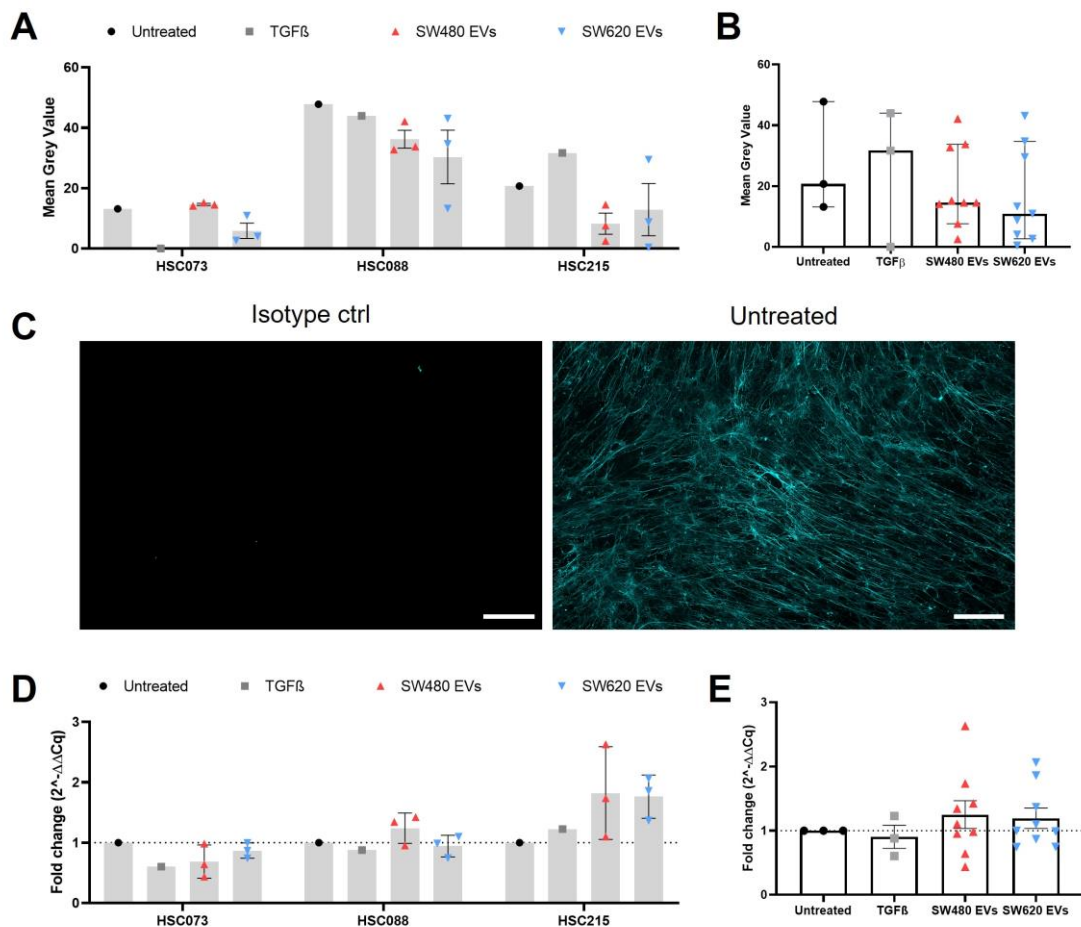 A
Untreated
TGFß
SW480 EVs
SW620 EVs
Mean Grey Value
60
40
20
0
HSC073
HSC088
HSC215
B
Mean Grey Value
60
40
20
0
Untreated
TGFβ
SW480 EVs
SW620 EVs
C
Isotype ctrl
Untreated
D
Untreated
TGFß
SW480 EVs
SW620 EVs
Fold change (2^-ΔΔCq)
3
2
1
0
HSC073
HSC088
HSC215
E
Fold change (2^-ΔΔCq)
3
2
1
0
Untreated
TGFß
SW480 EVs
SW620 EVs